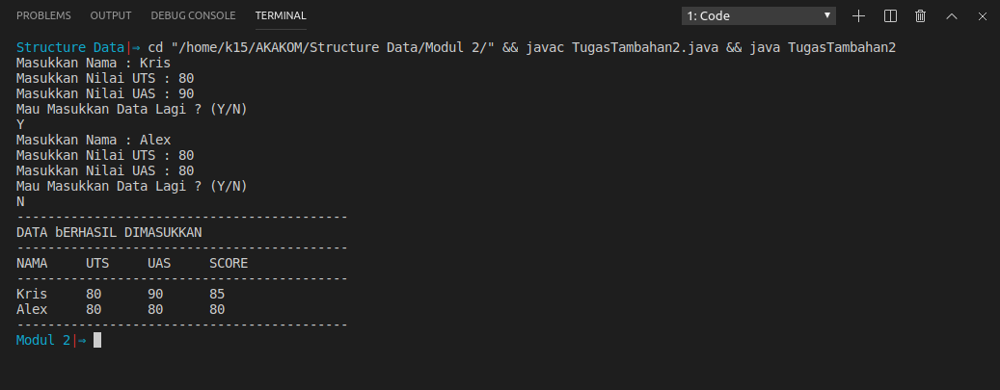 PROBLEMS OUTPUT DEBUG CONSOLE TERMINAL 1: Code
Structure Data|⇒ cd "/home/k15/AKAKOM/Structure Data/Modul 2/" && javac TugasTambahan2.java && java TugasTambahan2
Masukkan Nama : Kris
Masukkan Nilai UTS : 80
Masukkan Nilai UAS : 90
Mau Masukkan Data Lagi ? (Y/N)
Y
Masukkan Nama : Alex
Masukkan Nilai UTS : 80
Masukkan Nilai UAS : 80
Mau Masukkan Data Lagi ? (Y/N)
N
-------------------------------------------
DATA bERHASIL DIMASUKKAN
-------------------------------------------
NAMA     UTS     UAS     SCORE
-------------------------------------------
Kris     80      90      85
Alex     80      80      80
-------------------------------------------
Modul 2|⇒